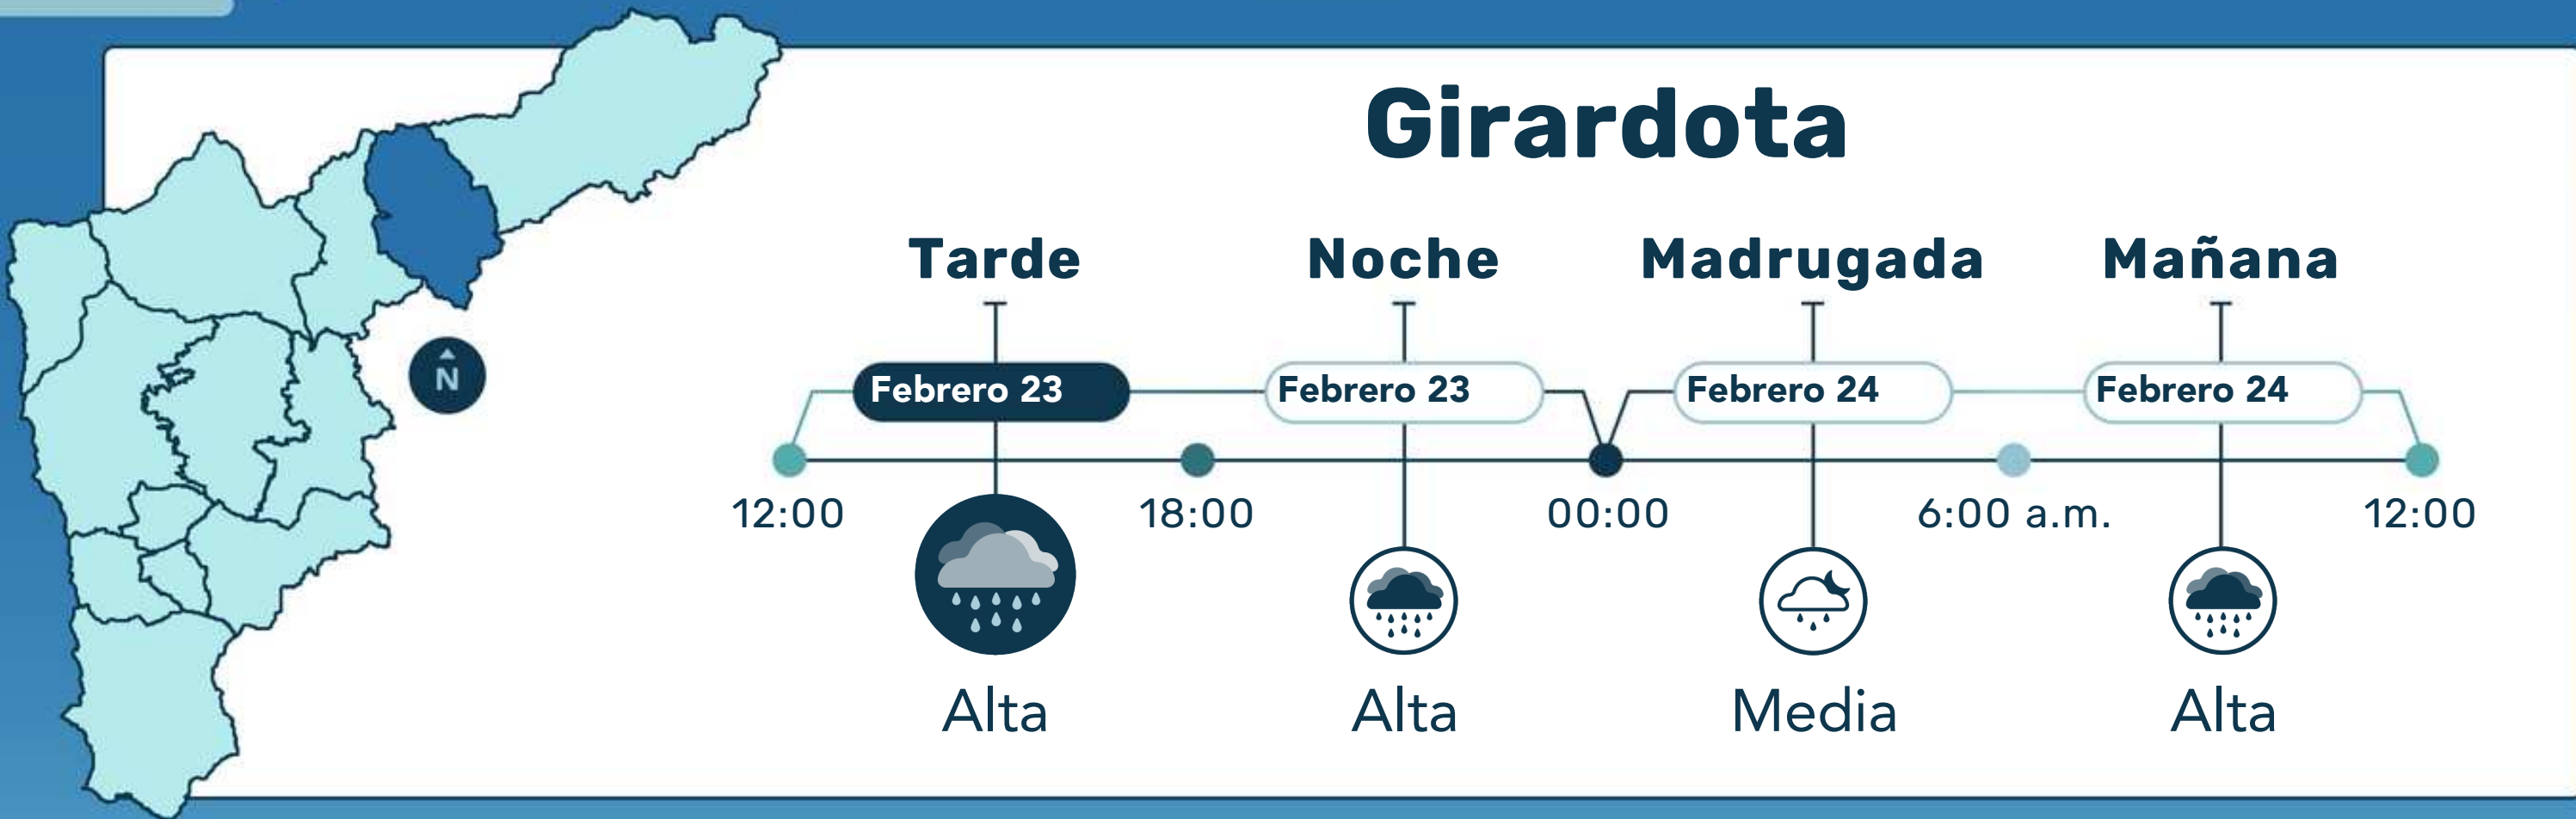 Girardota
Tarde Noche Madrugada Mañana
Febrero 23 Febrero 23 Febrero 24 Febrero 24
N
12:00 18:00 00:00 6:00 a.m. 12:00
Alta Alta Media Alta